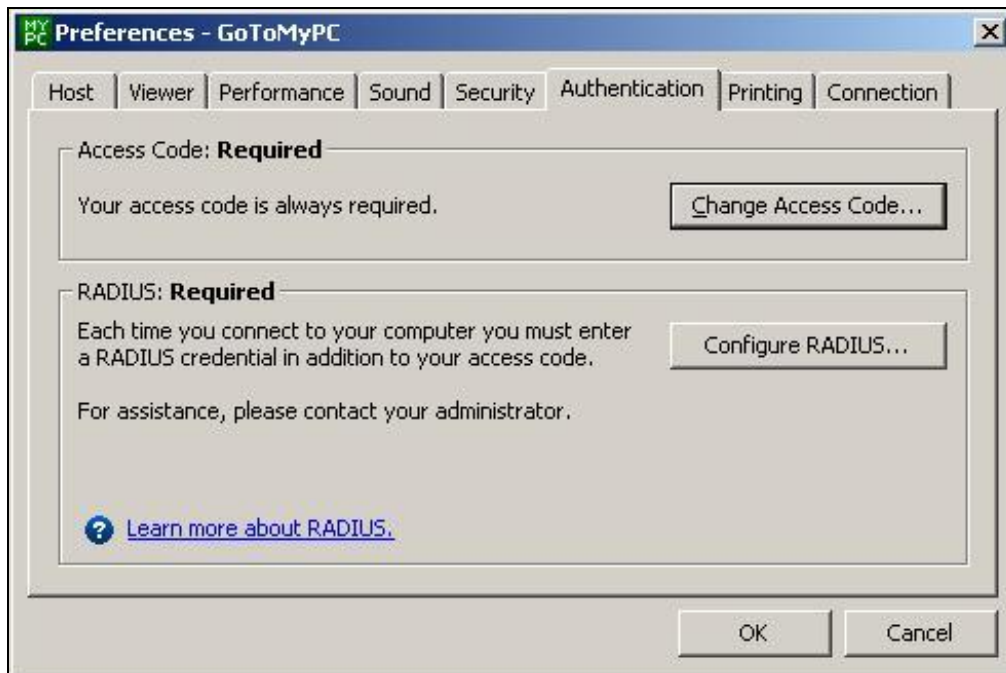 MY PC Preferences - GoToMyPC
Host Viewer Performance Sound Security Authentication Printing Connection
Access Code: Required
Your access code is always required.
Change Access Code...
RADIUS: Required
Each time you connect to your computer you must enter
a RADIUS credential in addition to your access code.
Configure RADIUS...
For assistance, please contact your administrator.
? Learn more about RADIUS.
OK Cancel